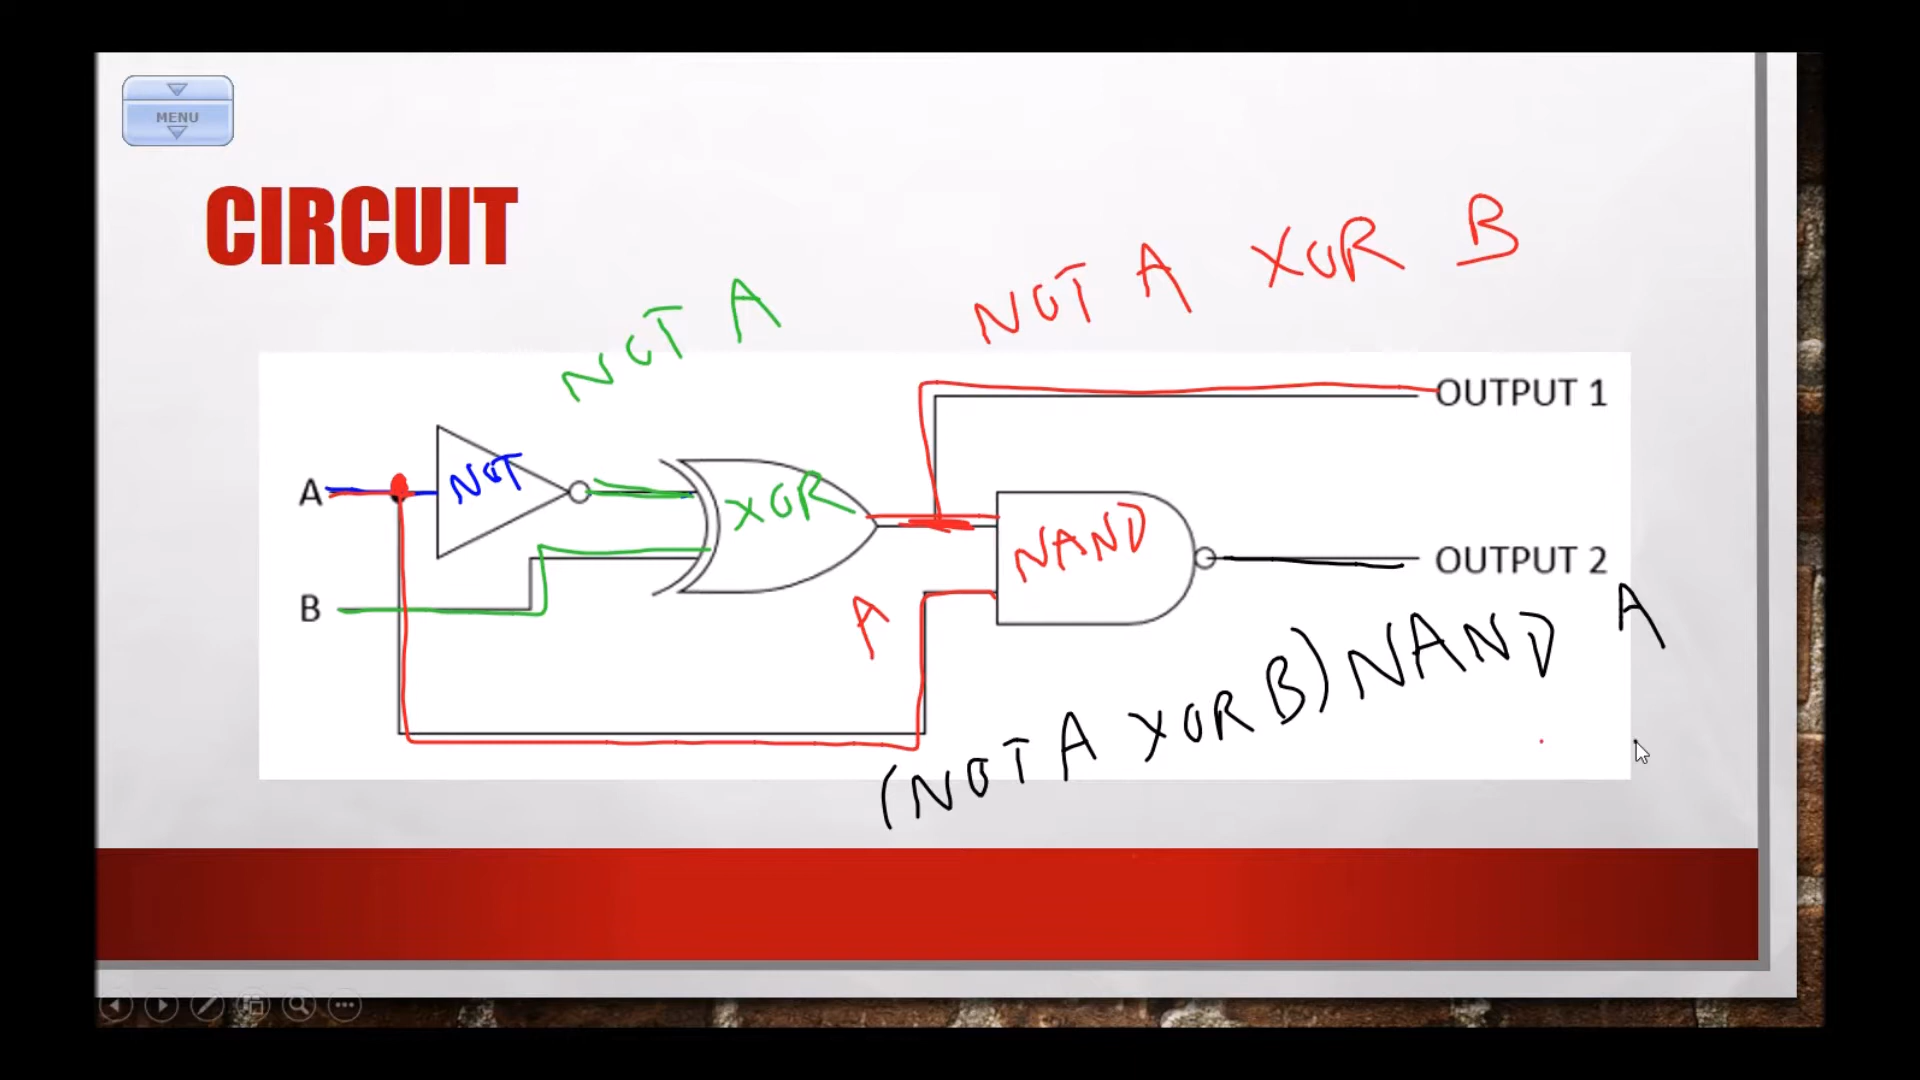 MENU
CIRCUIT
NOT A XOR B
NOT A
OUTPUT 1
A
NOT
XOR
NAND
OUTPUT 2
B
A
(NOT A XOR B) NAND A